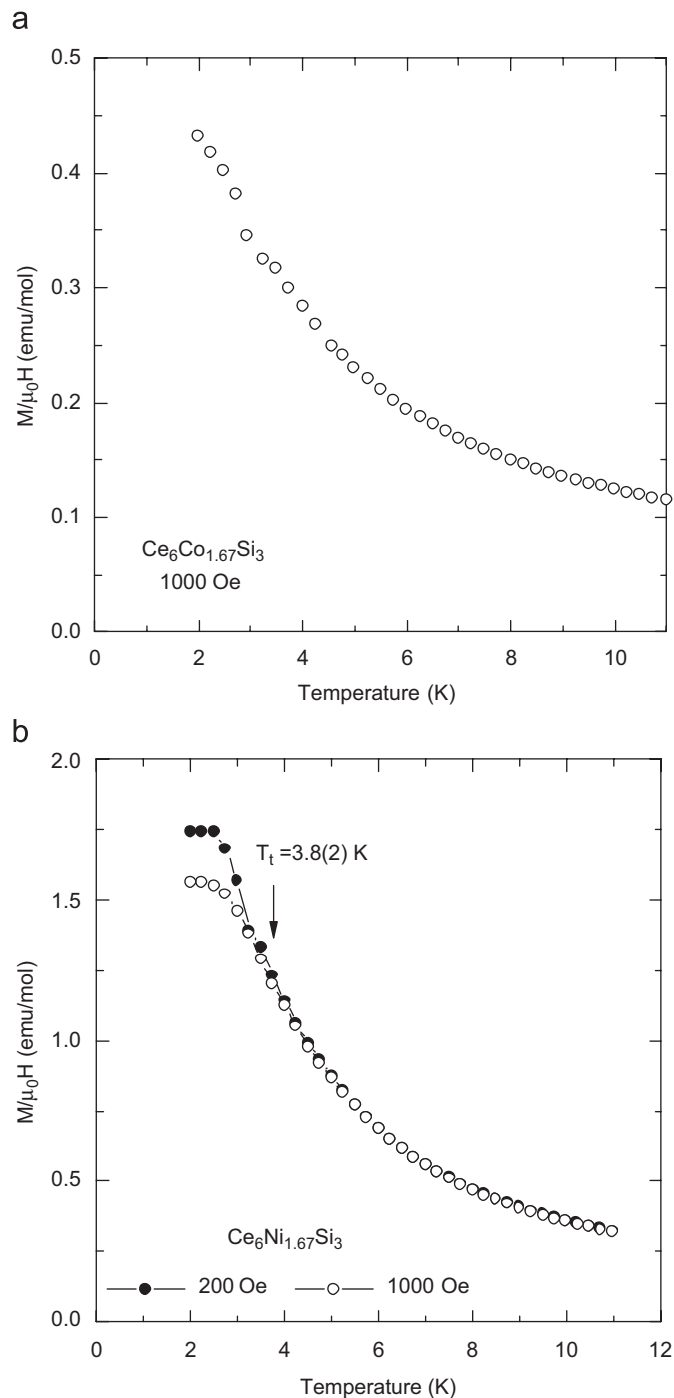 a
0.5
0.4
0.3
0.2
0.1
0.0
M/μ₀H (emu/mol)
Ce₆Co₁.₆₇Si₃
1000 Oe
0 2 4 6 8 10
Temperature (K)
b
2.0
1.5
1.0
0.5
0.0
M/μ₀H (emu/mol)
Tₜ =3.8(2) K
Ce₆Ni₁.₆₇Si₃
200 Oe 1000 Oe
0 2 4 6 8 10 12
Temperature (K)